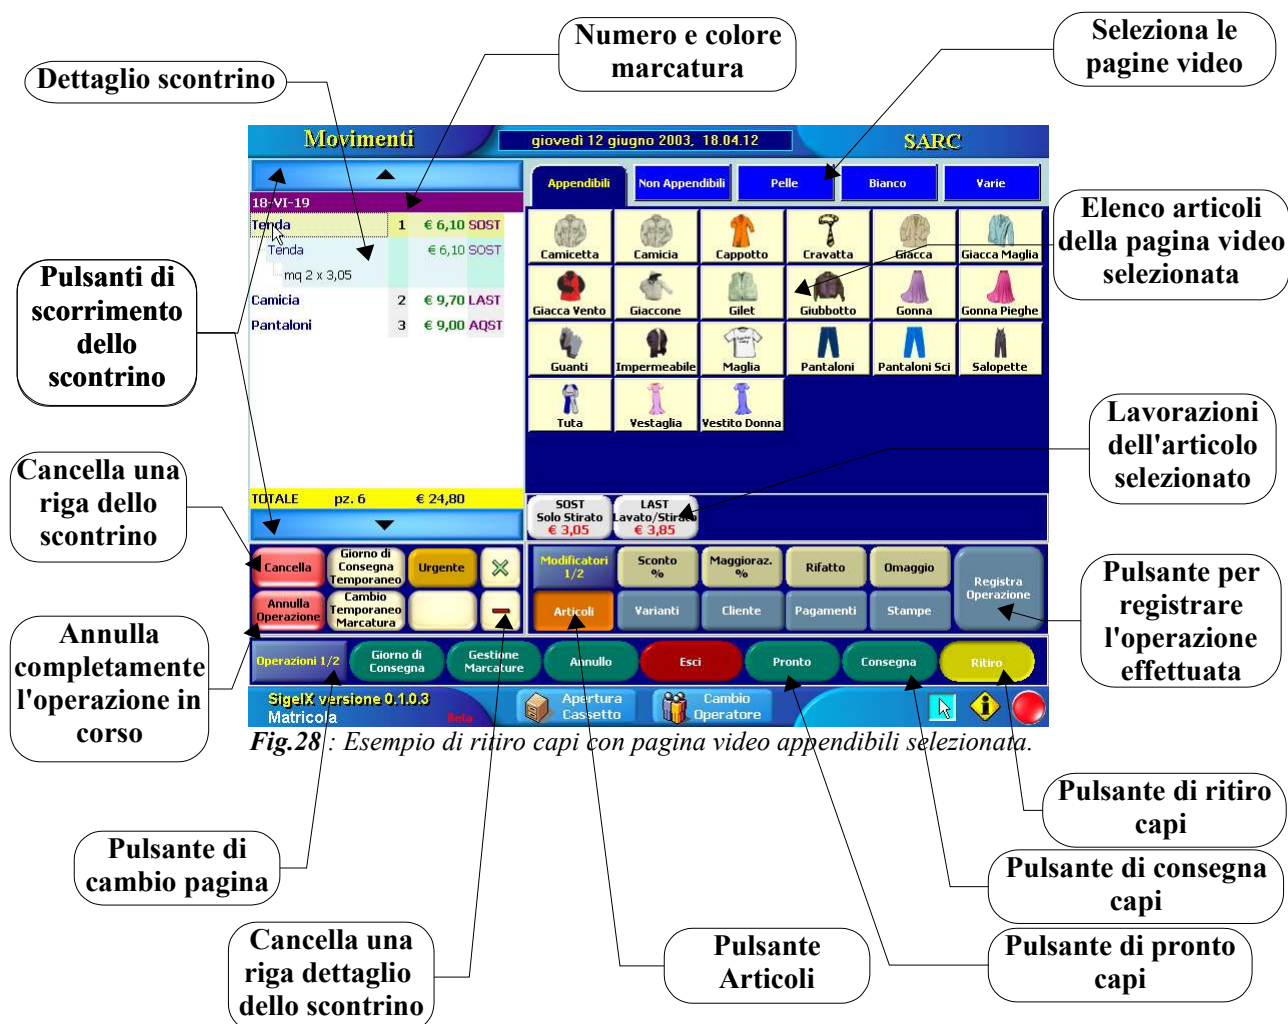 Numero e colore
marcatura
Seleziona le
pagine video
Dettaglio scontrino
Movimenti
giovedì 12 giugno 2003, 18.04.12
SARC
Appendibili
Non Appendibili
Pelle
Bianco
Varie
18-VI-19
Tenda 1 € 6,10 SOST
Tenda € 6,10 SOST
mq 2 x 3,05
Camicia 2 € 9,70 LAST
Pantaloni 3 € 9,00 AQST
Camicetta
Camicia
Cappotto
Cravatta
Giacca
Giacca Maglia
Giacca Vento
Giaccone
Gilet
Giubbotto
Gonna
Gonna Pieghe
Guanti
Impermeabile
Maglia
Pantaloni
Pantaloni Sci
Salopette
Tuta
Vestaglia
Vestito Donna
Elenco articoli
della pagina video
selezionata
Pulsanti di
scorrimento
dello
scontrino
Lavorazioni
dell'articolo
selezionato
Cancella una
riga dello
scontrino
TOTALE pz. 6 € 24,80
SOST
Solo Stirato
€ 3,05
LAST
Lavato/Stirato
€ 3,85
Cancella
Giorno di
Consegna
Temporaneo
Urgente
Annulla
Operazione
Cambio
Temporaneo
Marcatura
Modificatori
1/2
Sconto
%
Maggioraz.
%
Rifatto
Omaggio
Registra
Operazione
Articoli
Varianti
Cliente
Pagamenti
Stampe
Pulsante per
registrare
l'operazione
effettuata
Annulla
completamente
l'operazione in
corso
Operazioni 1/2
Giorno di
Consegna
Gestione
Marcature
Annullo
Esci
Pronto
Consegna
Ritiro
SigelX versione 0.1.0.3
Matricola
Beta
Apertura
Cassetto
Cambio
Operatore
Fig.28 : Esempio di ritiro capi con pagina video appendibili selezionata.
Pulsante di ritiro
capi
Pulsante di
cambio pagina
Pulsante di consegna
capi
Cancella una
riga dettaglio
dello scontrino
Pulsante
Articoli
Pulsante di pronto
capi